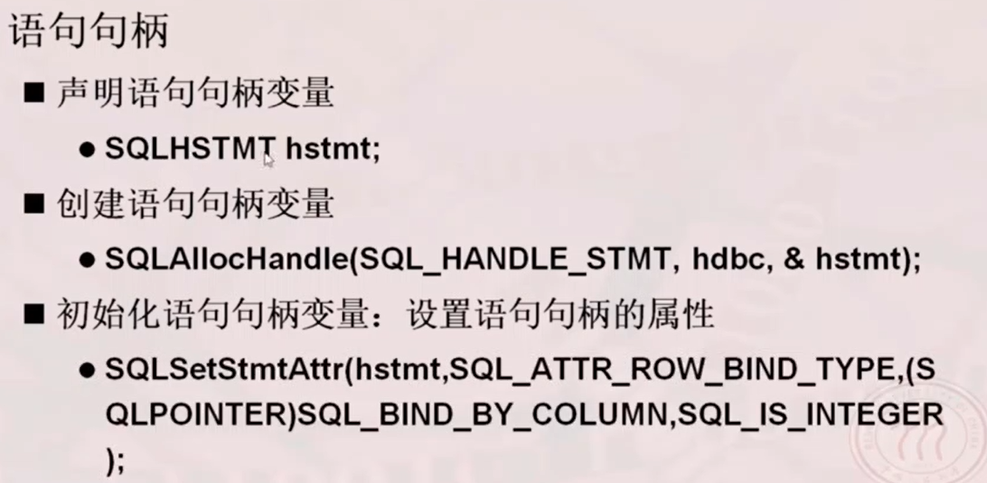 语句句柄
■ 声明语句句柄变量
● SQLHSTMT hstmt;
■ 创建语句句柄变量
● SQLAllocHandle(SQL_HANDLE_STMT, hdbc, & hstmt);
■ 初始化语句句柄变量：设置语句句柄的属性
● SQLSetStmtAttr(hstmt,SQL_ATTR_ROW_BIND_TYPE,(S
QLPOINTER)SQL_BIND_BY_COLUMN,SQL_IS_INTEGER
);